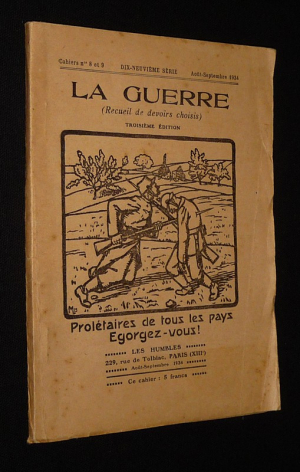 Cahiers nos 8 et 9 DIX-NEUVIÈME SÉRIE Août-Septembre 1934
LA GUERRE
(Recueil de devoirs choisis)
TROISIÈME ÉDITION
Prolétaires de tous les pays
Egorgez-vous!
LES HUMBLES
229, rue de Tolbiac, PARIS (XIIIe)
Août-Septembre 1934
Ce cahier : 5 francs